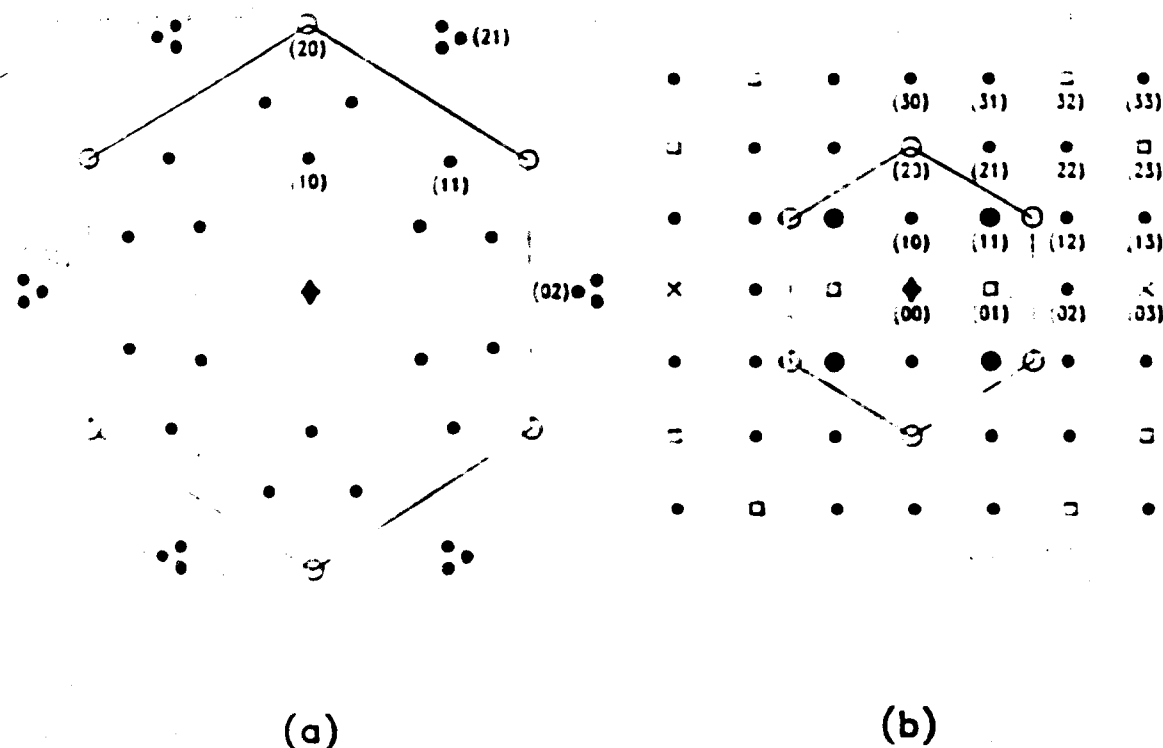 (20) (21)
(10) (11)
(02)
(a)
(30) (31) 32) (33)
(20) (21) 22) (23)
(10) (11) (12) (13)
(00) (01) (02) (03)
(b)